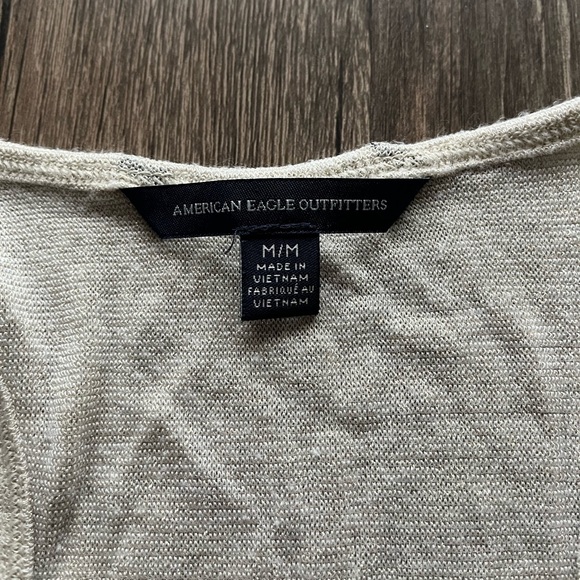 AMERICAN EAGLE OUTFITTERS
M/M
MADE IN
VIETNAM
FABRIQUÉ AU
VIETNAM